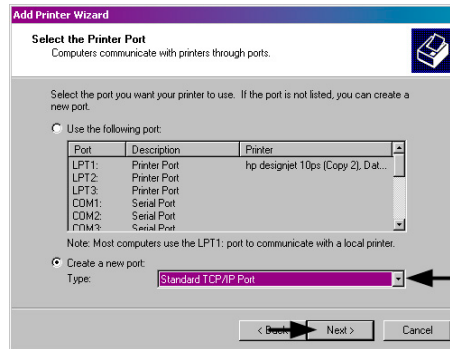 Add Printer Wizard
Select the Printer Port
Computers communicate with printers through ports.
Select the port you want your printer to use. If the port is not listed, you can create a
new port.
Use the following port:
Port Description Printer
LPT1: Printer Port hp designjet 10ps (Copy 2), Dat...
LPT2: Printer Port
LPT3: Printer Port
COM1: Serial Port
COM2: Serial Port
COM3: Serial Port
Note: Most computers use the LPT1: port to communicate with a local printer.
Create a new port:
Type: Standard TCP/IP Port
< Back Next > Cancel